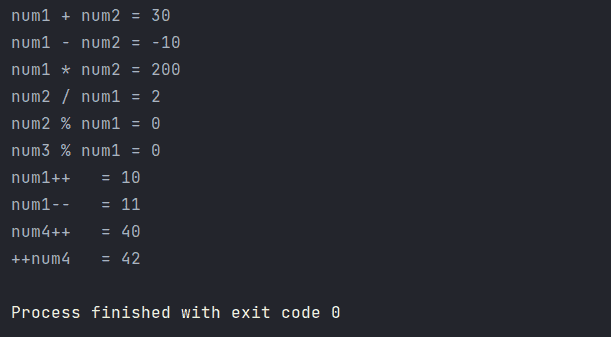 num1 + num2 = 30
num1 - num2 = -10
num1 * num2 = 200
num2 / num1 = 2
num2 % num1 = 0
num3 % num1 = 0
num1++   = 10
num1--   = 11
num4++   = 40
++num4   = 42
Process finished with exit code 0